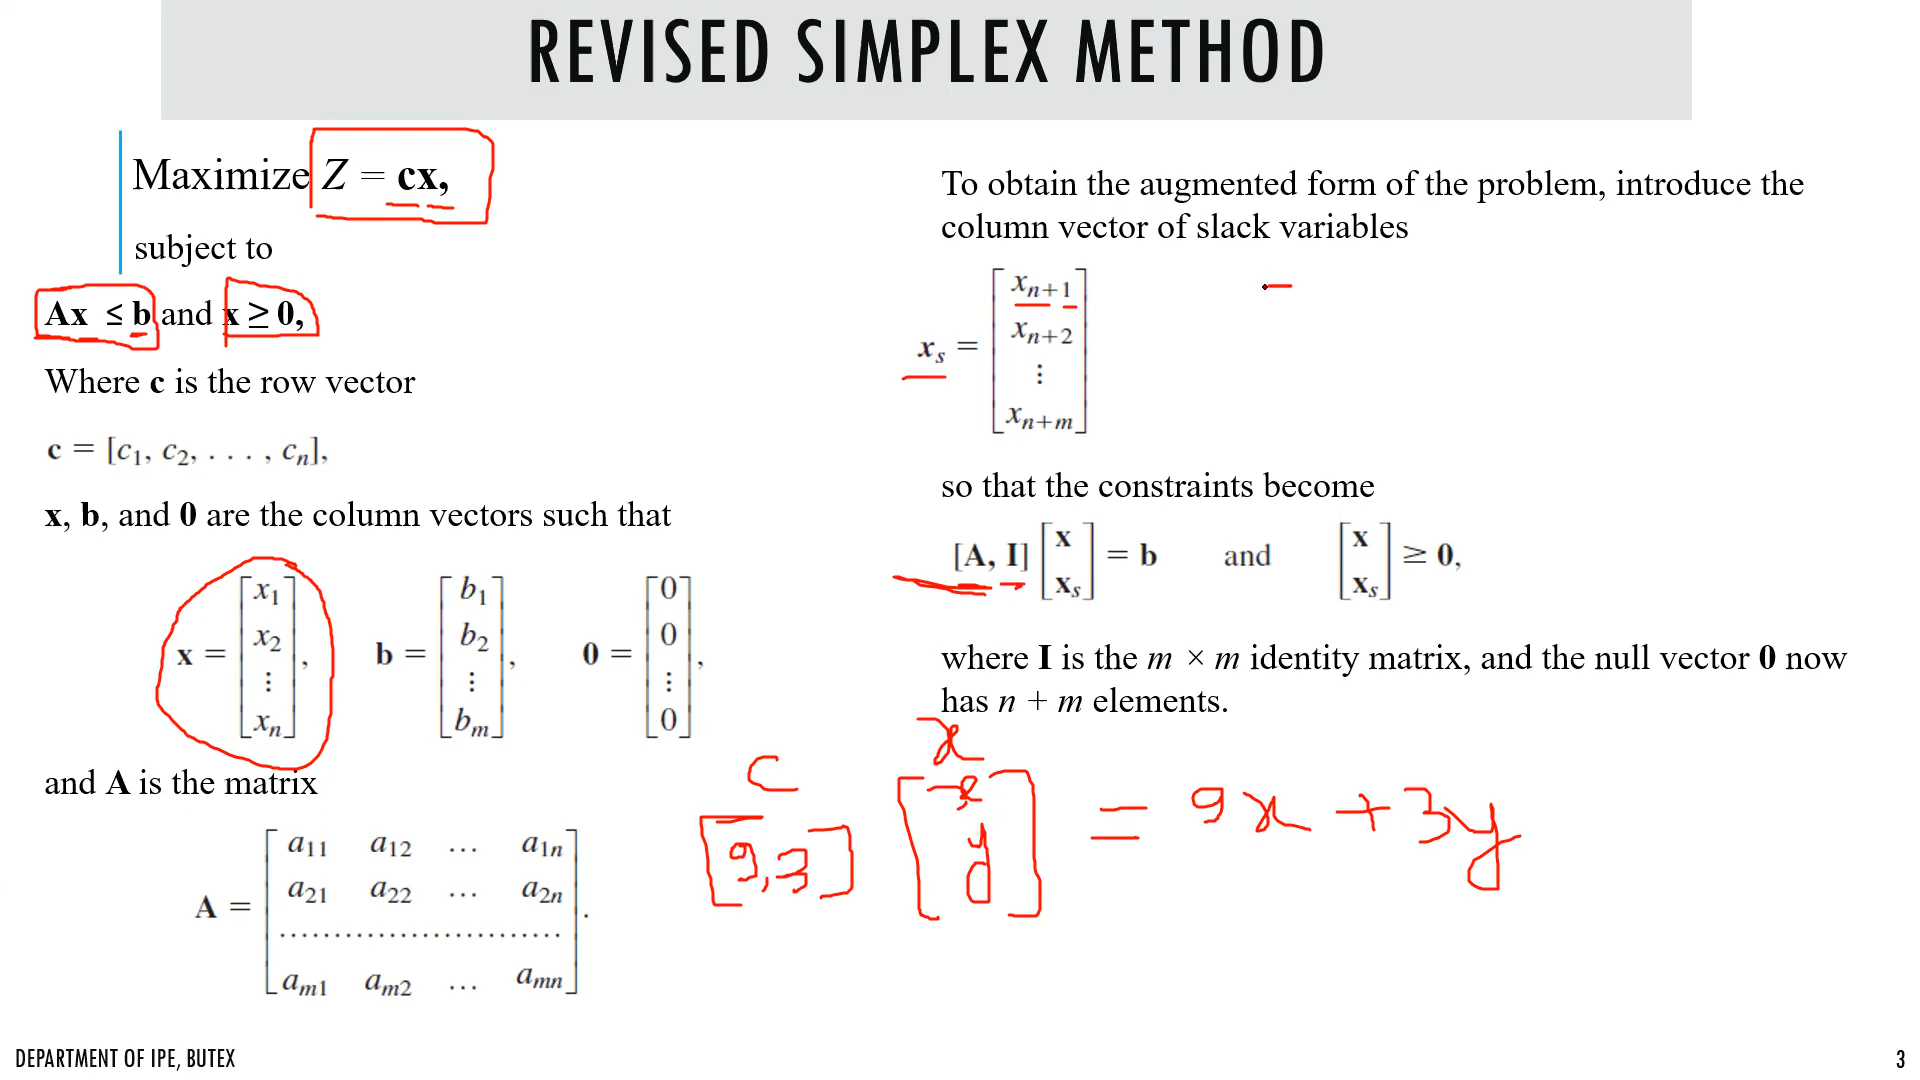 REVISED SIMPLEX METHOD
Maximize Z = cx,
subject to
Ax ≤ b and x ≥ 0,
Where c is the row vector
c = [c₁, c₂, . . . , cₙ],
x, b, and 0 are the column vectors such that
x = [x₁ x₂ ⋮ xₙ], b = [b₁ b₂ ⋮ bₘ], 0 = [0 0 ⋮ 0],
and A is the matrix
A = [
a₁₁ a₁₂ ... a₁ₙ
a₂₁ a₂₂ ... a₂ₙ
.........................
aₘ₁ aₘ₂ ... aₘₙ
].
To obtain the augmented form of the problem, introduce the
column vector of slack variables
xₛ = [xₙ₊₁ xₙ₊₂ ⋮ xₙ₊ₘ]
so that the constraints become
[A, I] [x xₛ] = b and [x xₛ] ≥ 0,
where I is the m × m identity matrix, and the null vector 0 now
has n + m elements.
c x
[9, 3] [x y] = 9x + 3y
DEPARTMENT OF IPE, BUTEX
3